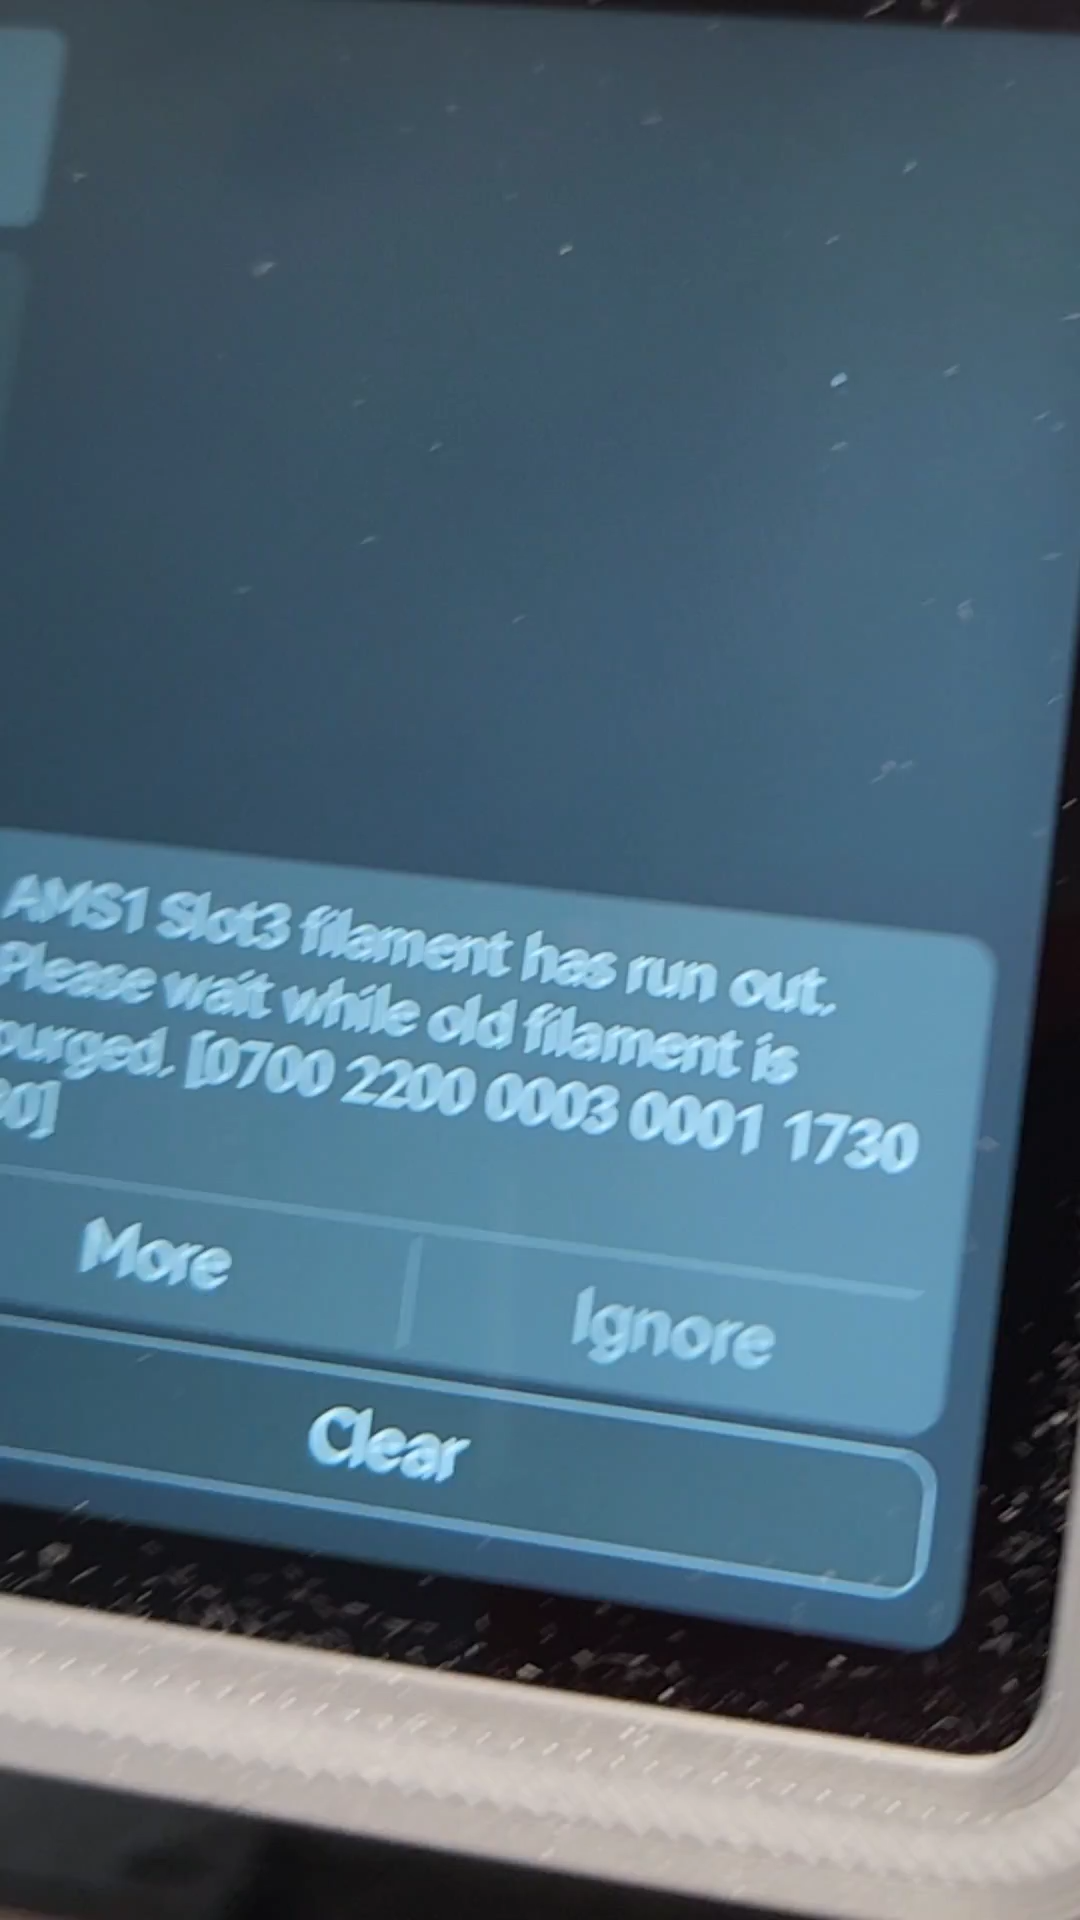 AMS1 Slot3 filament has run out.
Please wait while old filament is
purged. [0700 2200 0003 0001 1730
30]
More
Ignore
Clear